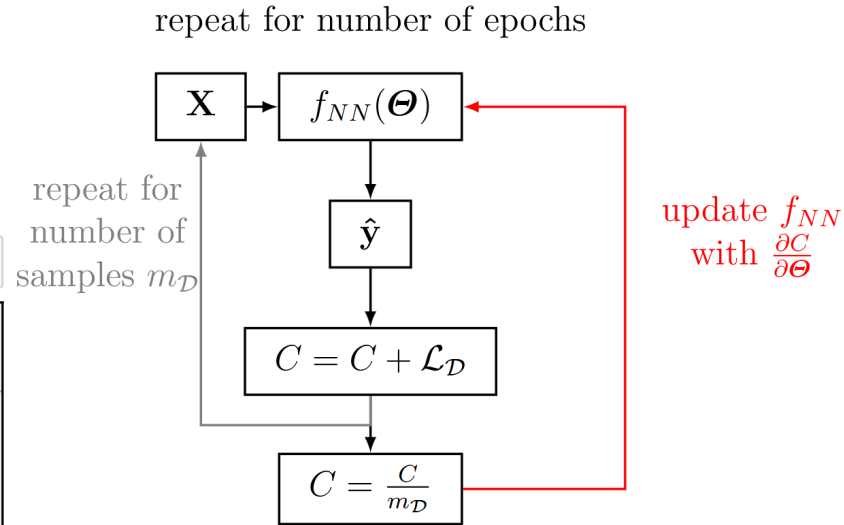 repeat for number of epochs
X
f_{NN}(Θ)
repeat for
number of
samples m_𝒟
ŷ
update f_{NN}
with ∂C/∂Θ
C = C + ℒ_𝒟
C = C/m_𝒟